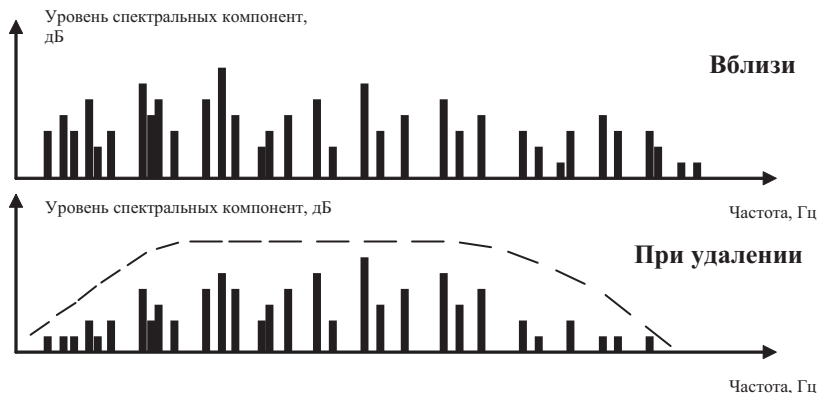 Уровень спектральных компонент,
дБ
Вблизи
Уровень спектральных компонент, дБ
Частота, Гц
При удалении
Частота, Гц